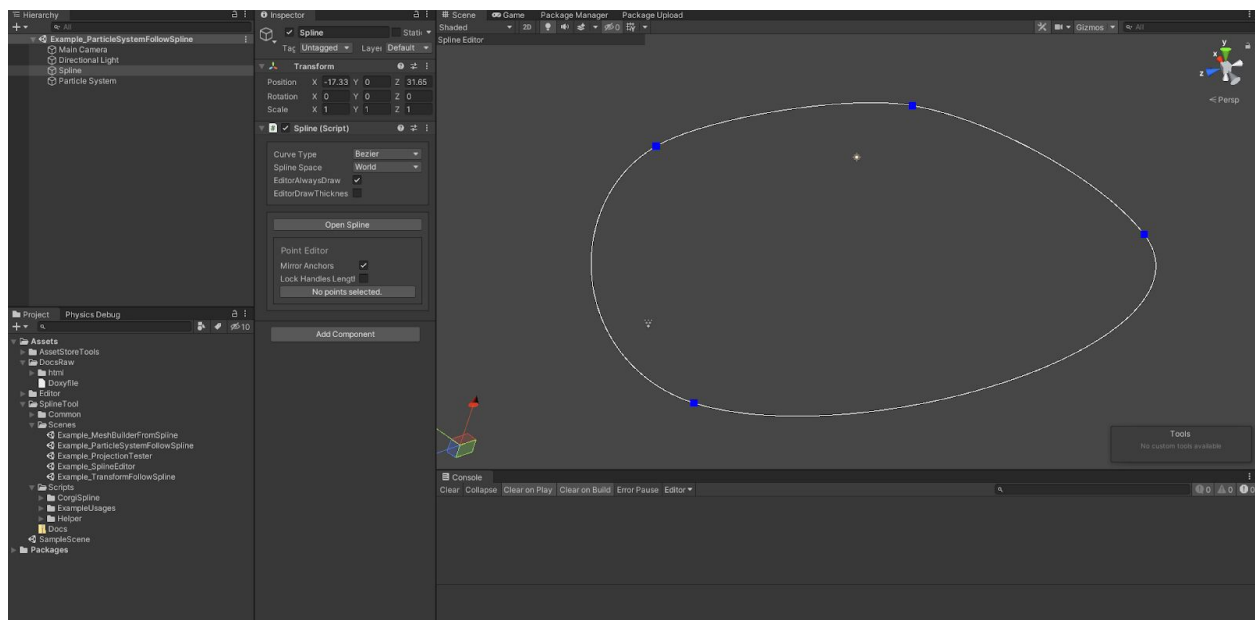 Hierarchy
All
Example_ParticleSystemFollowSpline
Main Camera
Directional Light
Spline
Particle System
Project Physics Debug
10
Assets
AssetStoreTools
DocsRaw
html
Doxyfile
Editor
SplineTool
Common
Scenes
Example_MeshBuilderFromSpline
Example_ParticleSystemFollowSpline
Example_ProjectionTester
Example_SplineEditor
Example_TransformFollowSpline
Scripts
CorgiSpline
ExampleUsages
Helper
Docs
SampleScene
Packages
Inspector
Spline Static
Tag Untagged Layer Default
Transform
Position X -17.33 Y 0 Z 31.65
Rotation X 0 Y 0 Z 0
Scale X 1 Y 1 Z 1
Spline (Script)
Curve Type Bezier
Spline Space World
EditorAlwaysDraw
EditorDrawThicknes
Open Spline
Point Editor
Mirror Anchors
Lock Handles Lengtl
No points selected.
Add Component
Scene Game Package Manager Package Upload
Shaded 2D 0 Gizmos All
Spline Editor
y
x
z
Persp
Tools
No custom tools available
Console
Clear Collapse Clear on Play Clear on Build Error Pause Editor 0 0 0